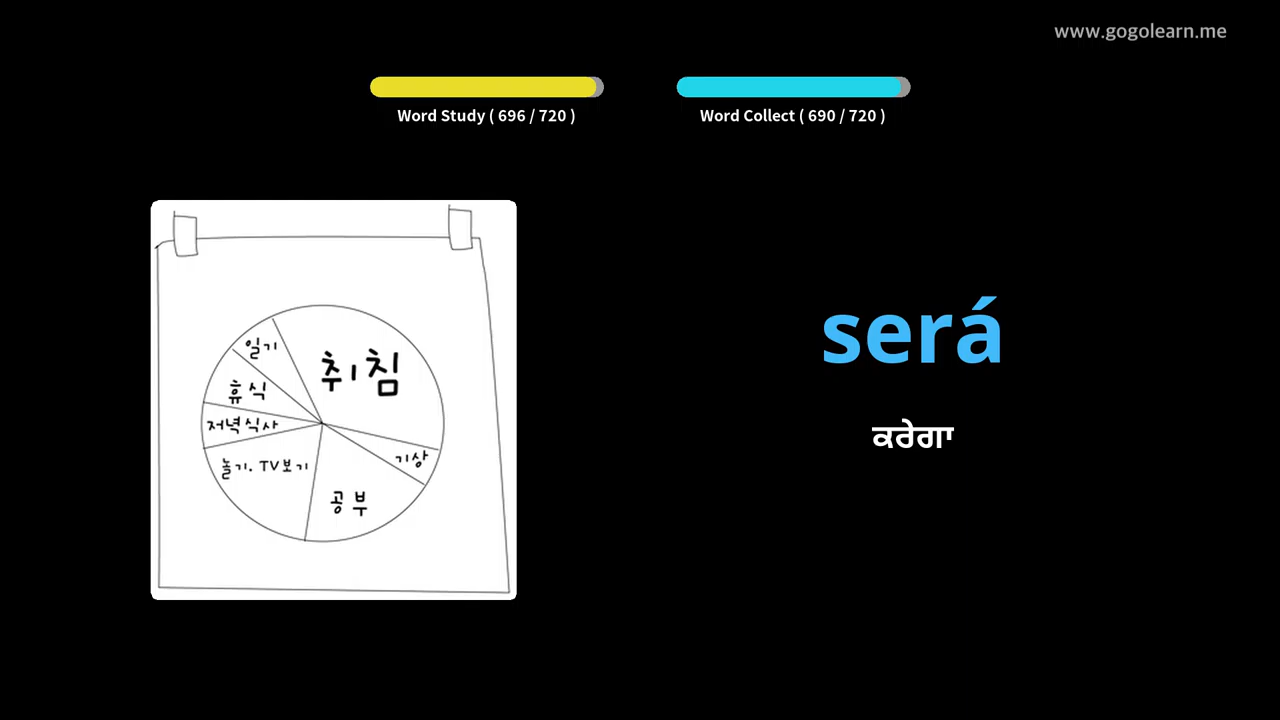 www.gogolearn.me
Word Study ( 696 / 720 )
Word Collect ( 690 / 720 )
일기
취침
휴식
저녁식사
기상
놀기. TV보기
공부
será
ਕਰੇਗਾ